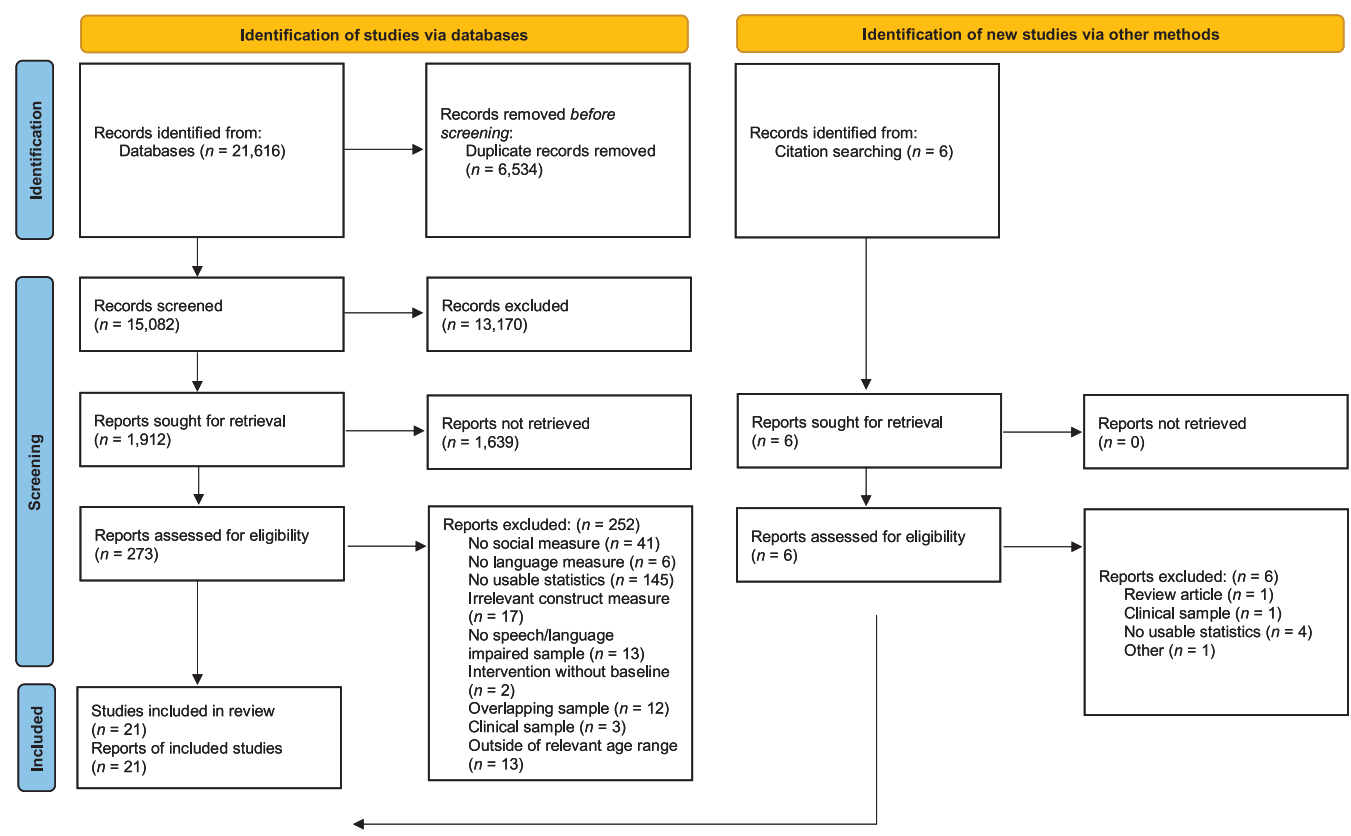 Identification of studies via databases
Identification of new studies via other methods
Identification
Records identified from:
Databases (n = 21,616)
Records removed before
screening:
Duplicate records removed
(n = 6,534)
Records identified from:
Citation searching (n = 6)
Screening
Records screened
(n = 15,082)
Records excluded
(n = 13,170)
Reports sought for retrieval
(n = 1,912)
Reports not retrieved
(n = 1,639)
Reports sought for retrieval
(n = 6)
Reports not retrieved
(n = 0)
Reports assessed for eligibility
(n = 273)
Reports excluded: (n = 252)
No social measure (n = 41)
No language measure (n = 6)
No usable statistics (n = 145)
Irrelevant construct measure
(n = 17)
No speech/language
impaired sample (n = 13)
Intervention without baseline
(n = 2)
Overlapping sample (n = 12)
Clinical sample (n = 3)
Outside of relevant age range
(n = 13)
Reports assessed for eligibility
(n = 6)
Reports excluded: (n = 6)
Review article (n = 1)
Clinical sample (n = 1)
No usable statistics (n = 4)
Other (n = 1)
Included
Studies included in review
(n = 21)
Reports of included studies
(n = 21)